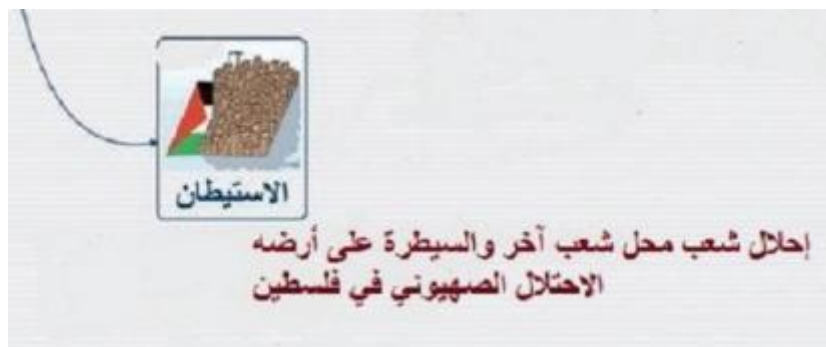 الاستيطان
إحلال شعب محل شعب آخر والسيطرة على أرضه
الاحتلال الصهيوني في فلسطين